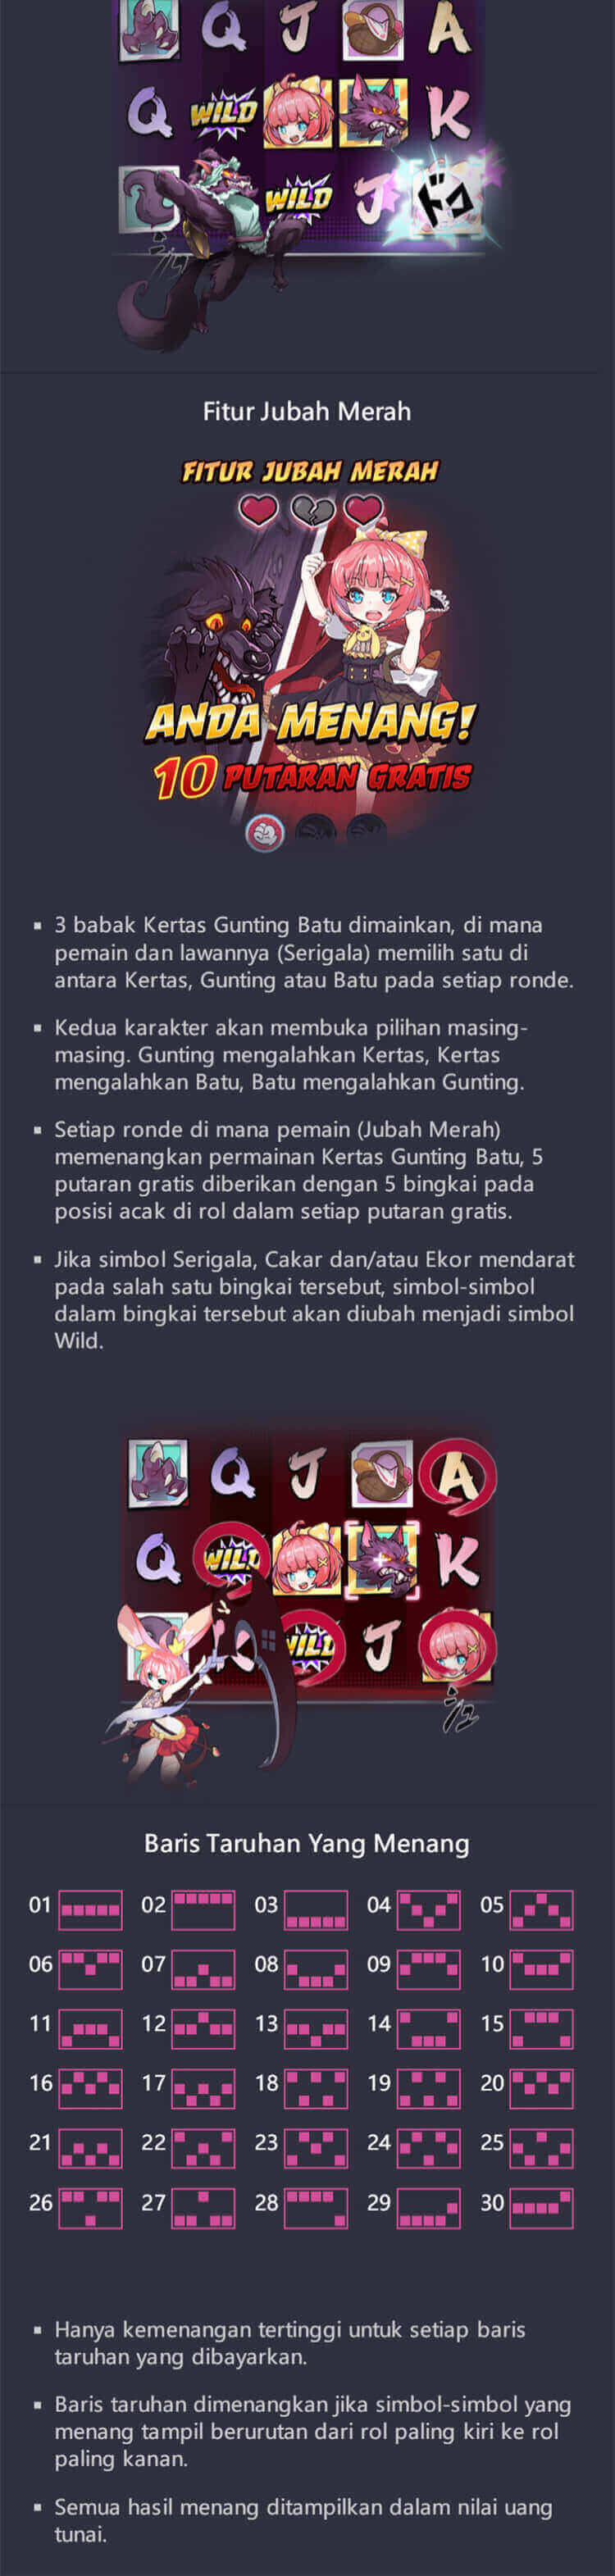 Q J A
Q WILD K
WILD J ドロ
Fitur Jubah Merah
FITUR JUBAH MERAH
ANDA MENANG!
10 PUTARAN GRATIS
3 babak Kertas Gunting Batu dimainkan, di mana
pemain dan lawannya (Serigala) memilih satu di
antara Kertas, Gunting atau Batu pada setiap ronde.
Kedua karakter akan membuka pilihan masing-
masing. Gunting mengalahkan Kertas, Kertas
mengalahkan Batu, Batu mengalahkan Gunting.
Setiap ronde di mana pemain (Jubah Merah)
memenangkan permainan Kertas Gunting Batu, 5
putaran gratis diberikan dengan 5 bingkai pada
posisi acak di rol dalam setiap putaran gratis.
Jika simbol Serigala, Cakar dan/atau Ekor mendarat
pada salah satu bingkai tersebut, simbol-simbol
dalam bingkai tersebut akan diubah menjadi simbol
Wild.
Q J A
Q WILD K
K WILD J
Baris Taruhan Yang Menang
01 02 03 04 05
06 07 08 09 10
11 12 13 14 15
16 17 18 19 20
21 22 23 24 25
26 27 28 29 30
Hanya kemenangan tertinggi untuk setiap baris
taruhan yang dibayarkan.
Baris taruhan dimenangkan jika simbol-simbol yang
menang tampil berurutan dari rol paling kiri ke rol
paling kanan.
Semua hasil menang ditampilkan dalam nilai uang
tunai.